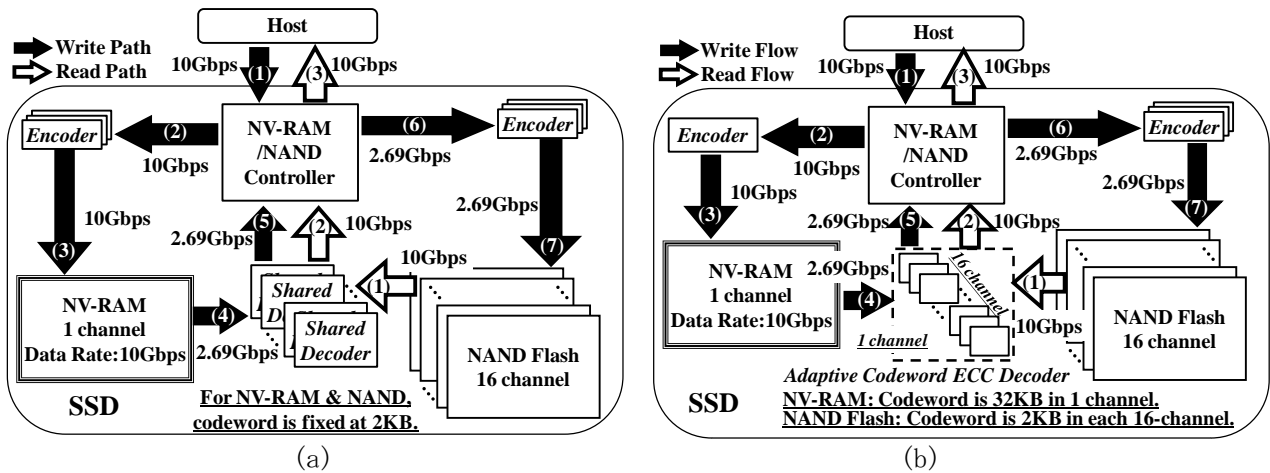 Host
Write Path
Read Path
10Gbps
(1)
(3)
10Gbps
Encoder
(2)
10Gbps
NV-RAM
/NAND
Controller
(6)
2.69Gbps
Encoder
10Gbps
(3)
2.69Gbps
(5)
(2)
10Gbps
2.69Gbps
(7)
NV-RAM
1 channel
Data Rate:10Gbps
(4)
2.69Gbps
Shared
Shared
Decoder
10Gbps
(1)
NAND Flash
16 channel
SSD
For NV-RAM & NAND,
codeword is fixed at 2KB.
(a)
Host
Write Flow
Read Flow
10Gbps
(1)
(3)
10Gbps
Encoder
(2)
10Gbps
NV-RAM
/NAND
Controller
(6)
2.69Gbps
Encoder
10Gbps
(3)
2.69Gbps
(5)
(2)
10Gbps
2.69Gbps
(7)
NV-RAM
1 channel
Data Rate:10Gbps
2.69Gbps
(4)
16 channel
1 channel
(1)
10Gbps
NAND Flash
16 channel
Adaptive Codeword ECC Decoder
SSD
NV-RAM: Codeword is 32KB in 1 channel.
NAND Flash: Codeword is 2KB in each 16-channel.
(b)